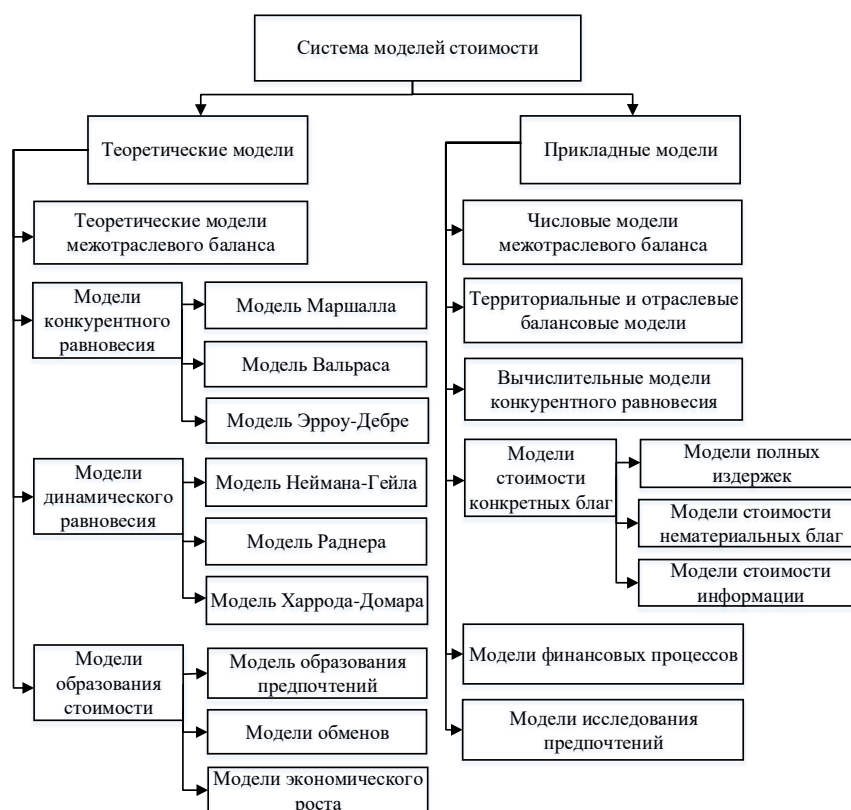 Система моделей стоимости
Теоретические модели
Теоретические модели
межотраслевого баланса
Модели
конкурентного
равновесия
Модель Маршалла
Модель Вальраса
Модель Эрроу-Дебре
Модели
динамического
равновесия
Модель Неймана-Гейла
Модель Раднера
Модель Харрода-Домара
Модели
образования
стоимости
Модель образования
предпочтений
Модели обменов
Модели экономического
роста
Прикладные модели
Числовые модели
межотраслевого баланса
Территориальные и отраслевые
балансовые модели
Вычислительные модели
конкурентного равновесия
Модели
стоимости
конкретных благ
Модели полных
издержек
Модели стоимости
нематериальных благ
Модели стоимости
информации
Модели финансовых процессов
Модели исследования
предпочтений